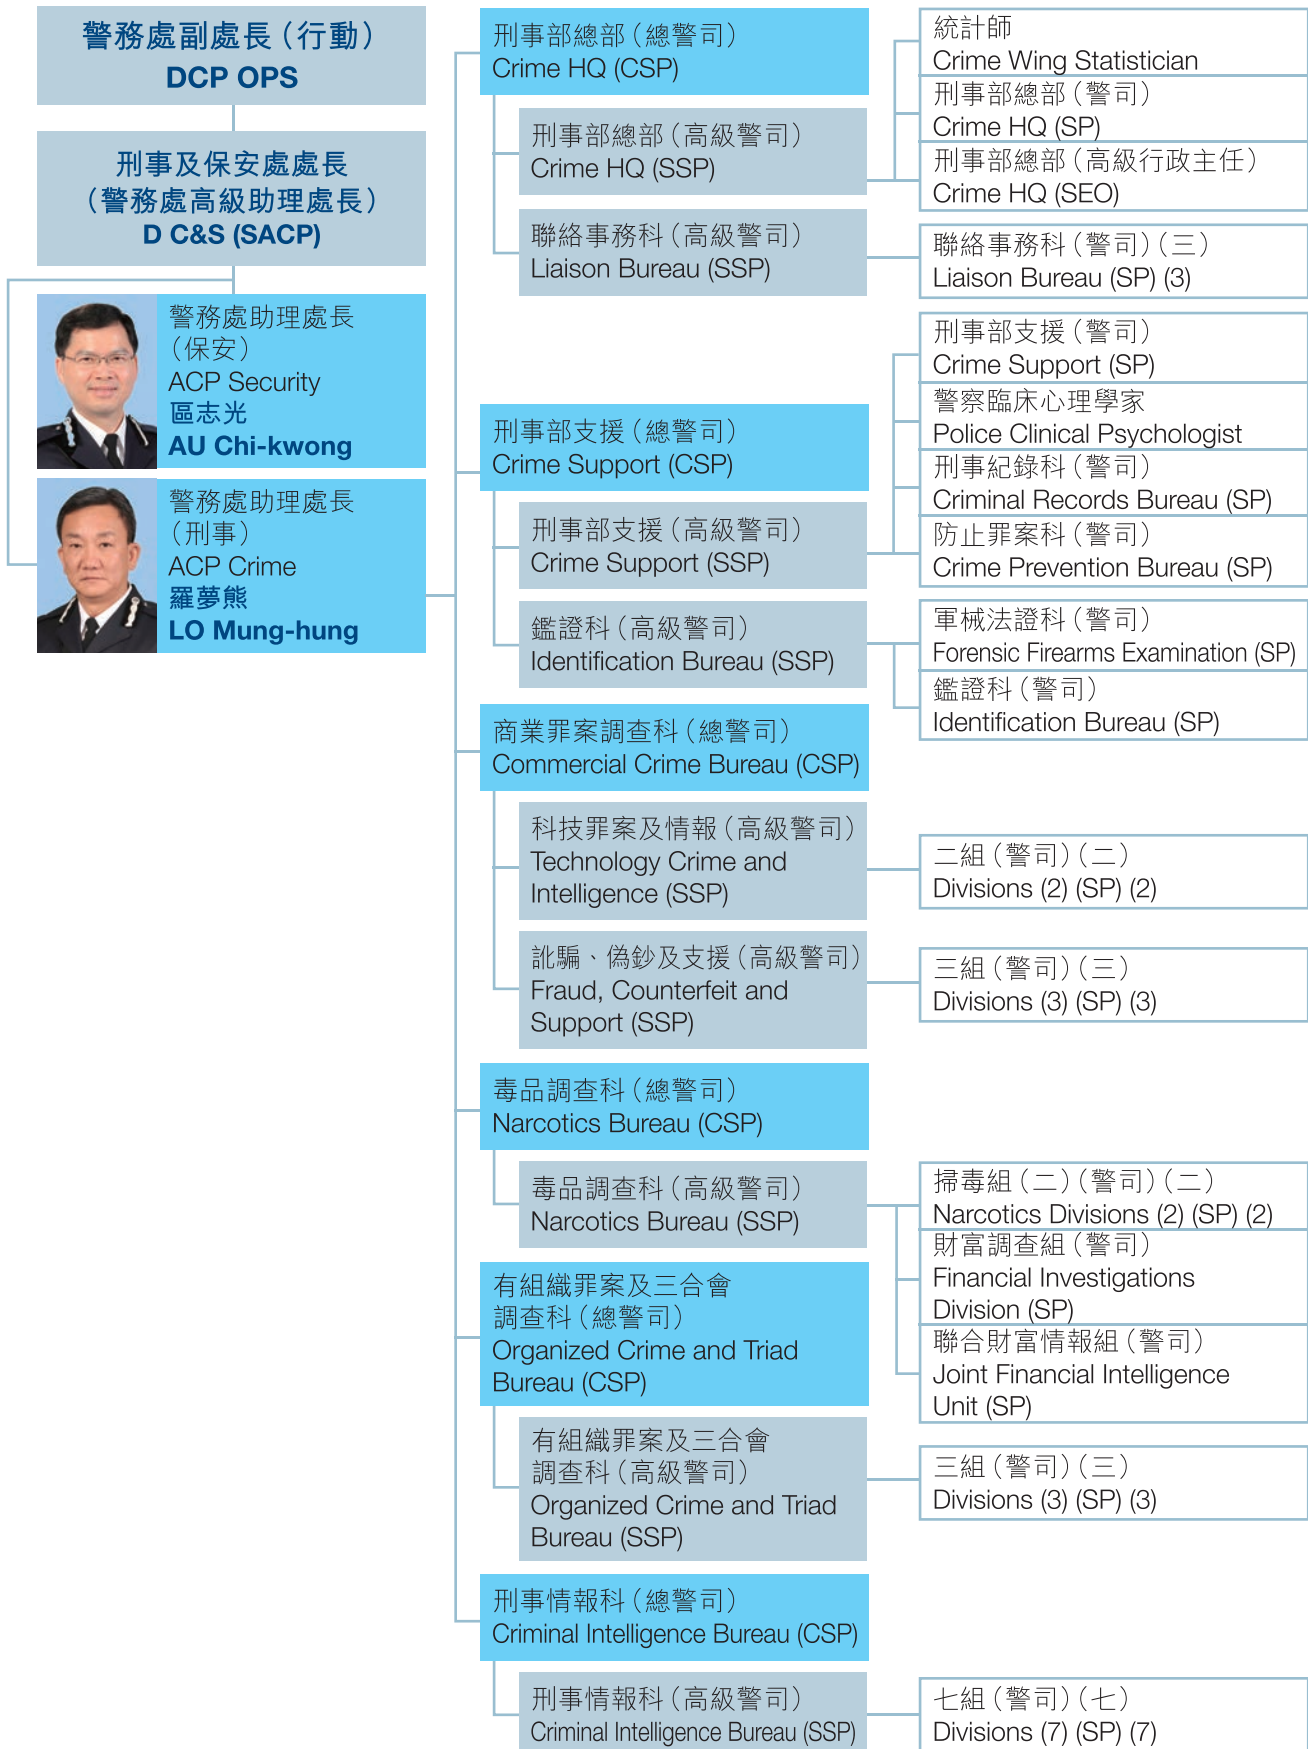 警務處副處長（行動）
DCP OPS
刑事及保安處處長
（警務處高級助理處長）
D C&S (SACP)
警務處助理處長
（保安）
ACP Security
區志光
AU Chi-kwong
警務處助理處長
（刑事）
ACP Crime
羅夢熊
LO Mung-hung
刑事部總部（總警司）
Crime HQ (CSP)
刑事部總部（高級警司）
Crime HQ (SSP)
統計師
Crime Wing Statistician
刑事部總部（警司）
Crime HQ (SP)
刑事部總部（高級行政主任）
Crime HQ (SEO)
聯絡事務科（高級警司）
Liaison Bureau (SSP)
聯絡事務科（警司）（三）
Liaison Bureau (SP) (3)
刑事部支援（總警司）
Crime Support (CSP)
刑事部支援（高級警司）
Crime Support (SSP)
刑事部支援（警司）
Crime Support (SP)
警察臨床心理學家
Police Clinical Psychologist
刑事紀錄科（警司）
Criminal Records Bureau (SP)
防止罪案科（警司）
Crime Prevention Bureau (SP)
鑑證科（高級警司）
Identification Bureau (SSP)
軍械法證科（警司）
Forensic Firearms Examination (SP)
鑑證科（警司）
Identification Bureau (SP)
商業罪案調查科（總警司）
Commercial Crime Bureau (CSP)
科技罪案及情報（高級警司）
Technology Crime and
Intelligence (SSP)
二組（警司）（二）
Divisions (2) (SP) (2)
訛騙、偽鈔及支援（高級警司）
Fraud, Counterfeit and
Support (SSP)
三組（警司）（三）
Divisions (3) (SP) (3)
毒品調查科（總警司）
Narcotics Bureau (CSP)
毒品調查科（高級警司）
Narcotics Bureau (SSP)
掃毒組（二）（警司）（二）
Narcotics Divisions (2) (SP) (2)
財富調查組（警司）
Financial Investigations
Division (SP)
聯合財富情報組（警司）
Joint Financial Intelligence
Unit (SP)
有組織罪案及三合會
調查科（總警司）
Organized Crime and Triad
Bureau (CSP)
有組織罪案及三合會
調查科（高級警司）
Organized Crime and Triad
Bureau (SSP)
三組（警司）（三）
Divisions (3) (SP) (3)
刑事情報科（總警司）
Criminal Intelligence Bureau (CSP)
刑事情報科（高級警司）
Criminal Intelligence Bureau (SSP)
七組（警司）（七）
Divisions (7) (SP) (7)